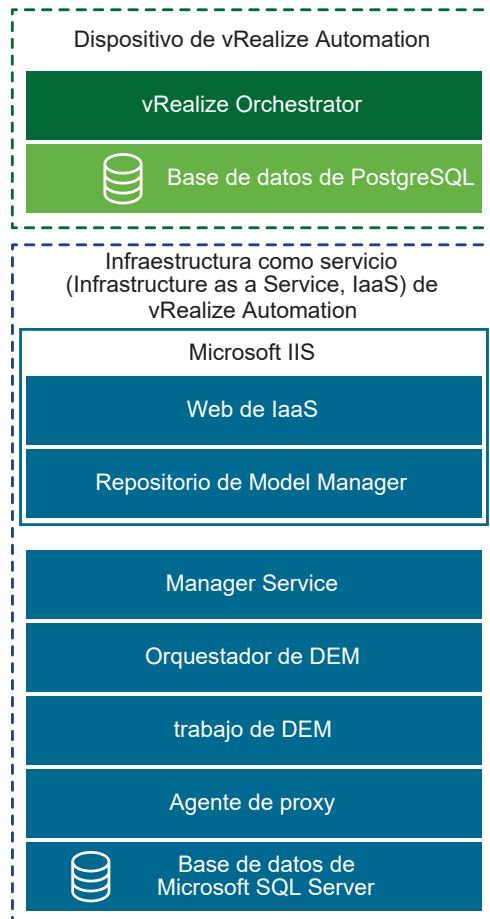 Dispositivo de vRealize Automation
vRealize Orchestrator
Base de datos de PostgreSQL
Infraestructura como servicio
(Infrastructure as a Service, IaaS) de
vRealize Automation
Microsoft IIS
Web de IaaS
Repositorio de Model Manager
Manager Service
Orquestador de DEM
trabajo de DEM
Agente de proxy
Base de datos de
Microsoft SQL Server